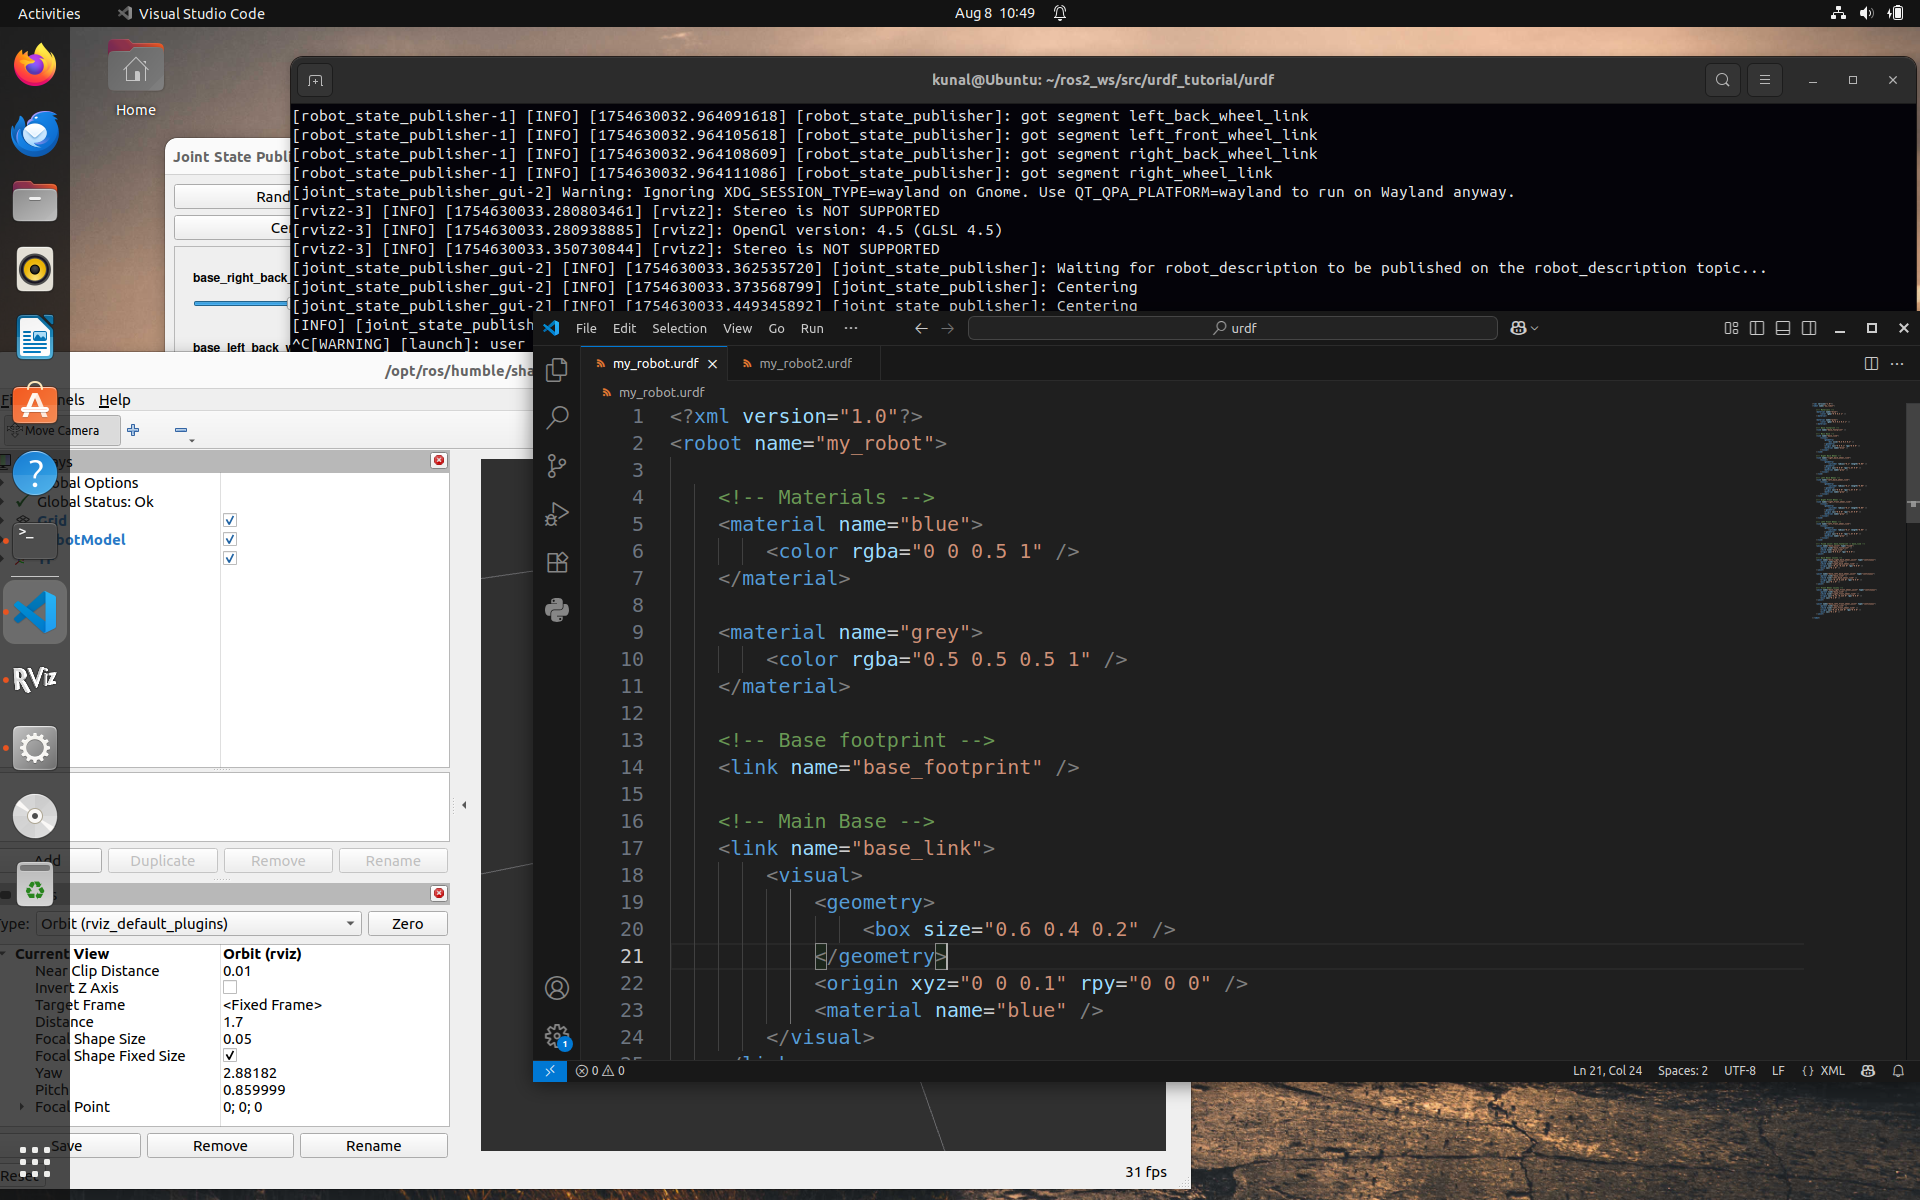 Activities
Visual Studio Code
Aug 8 10:49
Home
kunal@Ubuntu: ~/ros2_ws/src/urdf_tutorial/urdf
[robot_state_publisher-1] [INFO] [1754630032.964091618] [robot_state_publisher]: got segment left_back_wheel_link
[robot_state_publisher-1] [INFO] [1754630032.964105618] [robot_state_publisher]: got segment left_front_wheel_link
[robot_state_publisher-1] [INFO] [1754630032.964108609] [robot_state_publisher]: got segment right_back_wheel_link
[robot_state_publisher-1] [INFO] [1754630032.964111086] [robot_state_publisher]: got segment right_wheel_link
[joint_state_publisher_gui-2] Warning: Ignoring XDG_SESSION_TYPE=wayland on Gnome. Use QT_QPA_PLATFORM=wayland to run on Wayland anyway.
[rviz2-3] [INFO] [1754630033.280803461] [rviz2]: Stereo is NOT SUPPORTED
[rviz2-3] [INFO] [1754630033.280938885] [rviz2]: OpenGl version: 4.5 (GLSL 4.5)
[rviz2-3] [INFO] [1754630033.350730844] [rviz2]: Stereo is NOT SUPPORTED
[joint_state_publisher_gui-2] [INFO] [1754630033.362535720] [joint_state_publisher]: Waiting for robot_description to be published on the robot_description topic...
[joint_state_publisher_gui-2] [INFO] [1754630033.373568799] [joint_state_publisher]: Centering
[joint_state_publisher_gui-2] [INFO] [1754630033.449345892] [joint_state_publisher]: Centering
[INFO] [joint_state_publish
^C[WARNING] [launch]: user
Joint State Publi
Rand
Ce
base_right_back_
base_left_back_w
/opt/ros/humble/sha
nels Help
Move Camera
ays
bal Options
Global Status: Ok
Grid
botModel
Add
Duplicate
Remove
Rename
ype: Orbit (rviz_default_plugins)
Zero
Current View Orbit (rviz)
Near Clip Distance 0.01
Invert Z Axis
Target Frame <Fixed Frame>
Distance 1.7
Focal Shape Size 0.05
Focal Shape Fixed Size
Yaw 2.88182
Pitch 0.859999
Focal Point 0; 0; 0
Save
Remove
Rename
Reset
31 fps
>_
RViz
?
File Edit Selection View Go Run ···
urdf
my_robot.urdf
my_robot2.urdf
my_robot.urdf
1 <?xml version="1.0"?>
2 <robot name="my_robot">
3
4 <!-- Materials -->
5 <material name="blue">
6 <color rgba="0 0 0.5 1" />
7 </material>
8
9 <material name="grey">
10 <color rgba="0.5 0.5 0.5 1" />
11 </material>
12
13 <!-- Base footprint -->
14 <link name="base_footprint" />
15
16 <!-- Main Base -->
17 <link name="base_link">
18 <visual>
19 <geometry>
20 <box size="0.6 0.4 0.2" />
21 </geometry>
22 <origin xyz="0 0 0.1" rpy="0 0 0" />
23 <material name="blue" />
24 </visual>
1
0 0
Ln 21, Col 24
Spaces: 2
UTF-8
LF
{} XML